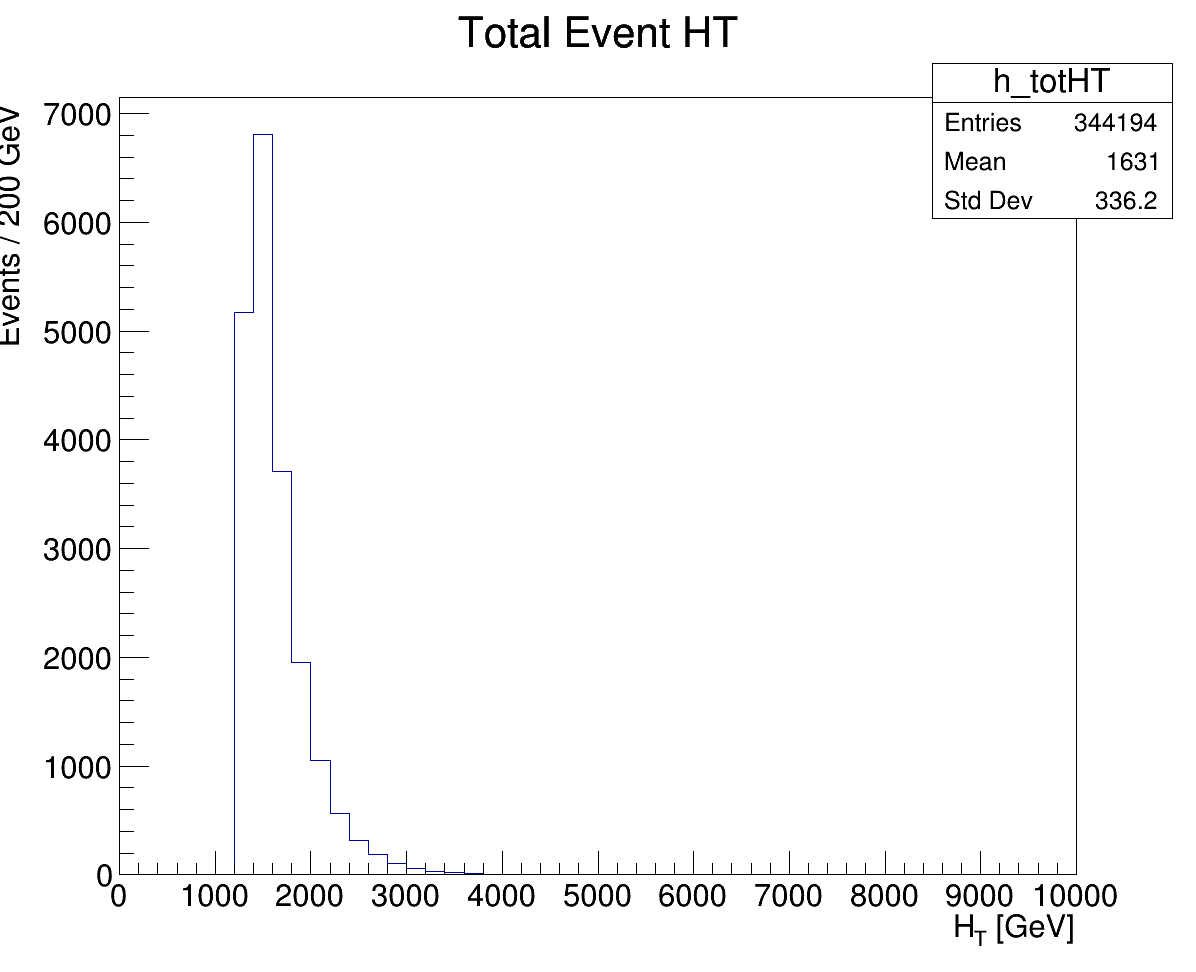 Total Event HT
h_totHT
Entries 344194
Mean 1631
Std Dev 336.2
Events / 200 GeV
7000
6000
5000
4000
3000
2000
1000
0
0 1000 2000 3000 4000 5000 6000 7000 8000 9000 10000
H_T [GeV]